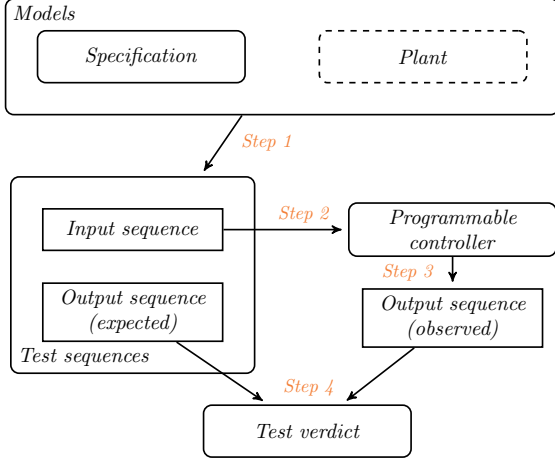 Models
Specification
Plant
Step 1
Input sequence
Step 2
Programmable
controller
Step 3
Output sequence
(expected)
Output sequence
(observed)
Test sequences
Step 4
Test verdict